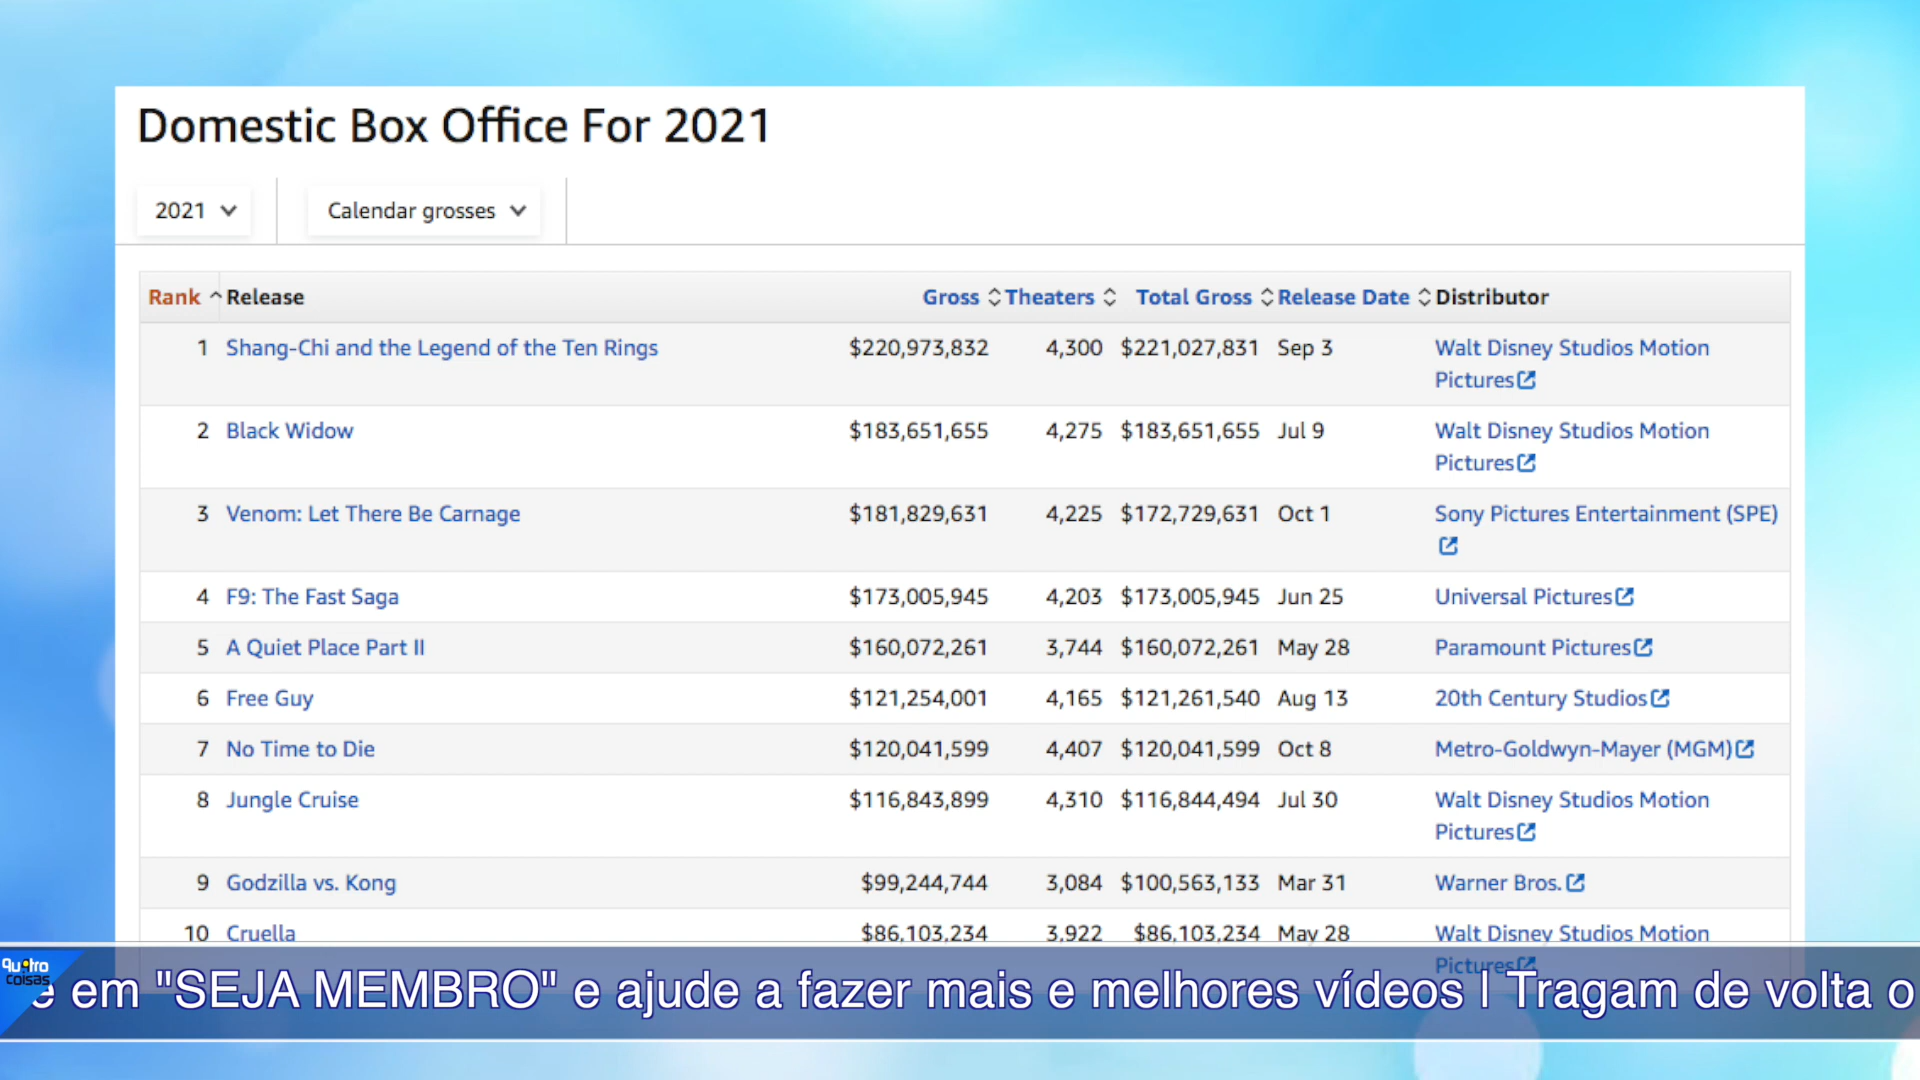 Domestic Box Office For 2021
2021 Calendar grosses
Rank Release Gross Theaters Total Gross Release Date Distributor
1 Shang-Chi and the Legend of the Ten Rings $220,973,832 4,300 $221,027,831 Sep 3 Walt Disney Studios Motion
Pictures
2 Black Widow $183,651,655 4,275 $183,651,655 Jul 9 Walt Disney Studios Motion
Pictures
3 Venom: Let There Be Carnage $181,829,631 4,225 $172,729,631 Oct 1 Sony Pictures Entertainment (SPE)
4 F9: The Fast Saga $173,005,945 4,203 $173,005,945 Jun 25 Universal Pictures
5 A Quiet Place Part II $160,072,261 3,744 $160,072,261 May 28 Paramount Pictures
6 Free Guy $121,254,001 4,165 $121,261,540 Aug 13 20th Century Studios
7 No Time to Die $120,041,599 4,407 $120,041,599 Oct 8 Metro-Goldwyn-Mayer (MGM)
8 Jungle Cruise $116,843,899 4,310 $116,844,494 Jul 30 Walt Disney Studios Motion
Pictures
9 Godzilla vs. Kong $99,244,744 3,084 $100,563,133 Mar 31 Warner Bros.
10 Cruella $86,103,234 3,922 $86,103,234 May 28 Walt Disney Studios Motion
Pictures
quatro
coisas
e em "SEJA MEMBRO" e ajude a fazer mais e melhores vídeos | Tragam de volta o